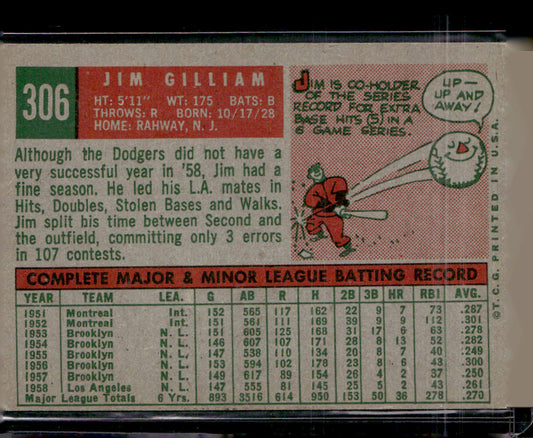 306
JIM GILLIAM
HT: 5'11" WT: 175 BATS: B
THROWS: R BORN: 10/17/28
HOME: RAHWAY, N. J.
Although the Dodgers did not have a
very successful year in '58, Jim had a
fine season. He led his L.A. mates in
Hits, Doubles, Stolen Bases and Walks.
Jim split his time between Second and
the outfield, committing only 3 errors
in 107 contests.
JIM IS CO-HOLDER
OF THE SERIES
RECORD FOR EXTRA
BASE HITS (5) IN A
6 GAME SERIES.
UP—
UP AND
AWAY!
©T.C.G. PRINTED IN U.S.A.
COMPLETE MAJOR & MINOR LEAGUE BATTING RECORD
YEAR TEAM LEA. G AB R H 2B 3B HR RBI AVG.
1951 Montreal Int. 152 565 117 162 22 9 7 73 .287
1952 Montreal Int. 151 561 111 169 39 9 9 112 .301
1953 Brooklyn N. L. 151 605 125 168 31 17 6 63 .278
1954 Brooklyn N. L. 146 607 107 171 28 8 13 52 .282
1955 Brooklyn N. L. 147 538 110 134 20 8 7 40 .249
1956 Brooklyn N. L. 153 594 102 178 23 8 6 43 .300
1957 Brooklyn N. L. 149 617 89 154 26 4 2 37 .250
1958 Los Angeles N. L. 147 555 81 145 25 5 2 43 .261
Major League Totals 6 Yrs. 893 3516 614 950 153 50 36 278 .270